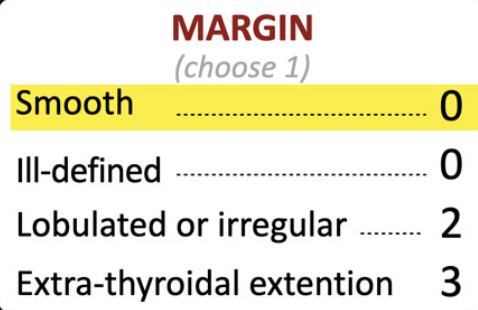 MARGIN
(choose 1)
Smooth .................................. 0
Ill-defined .................................. 0
Lobulated or irregular ......... 2
Extra-thyroidal extention 3